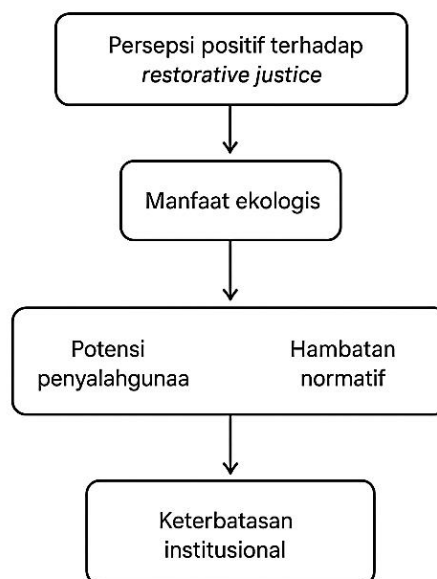 Persepsi positif terhadap
restorative justice
Manfaat ekologis
Potensi
penyalahgunaa
Hambatan
normatif
Keterbatasan
institusional